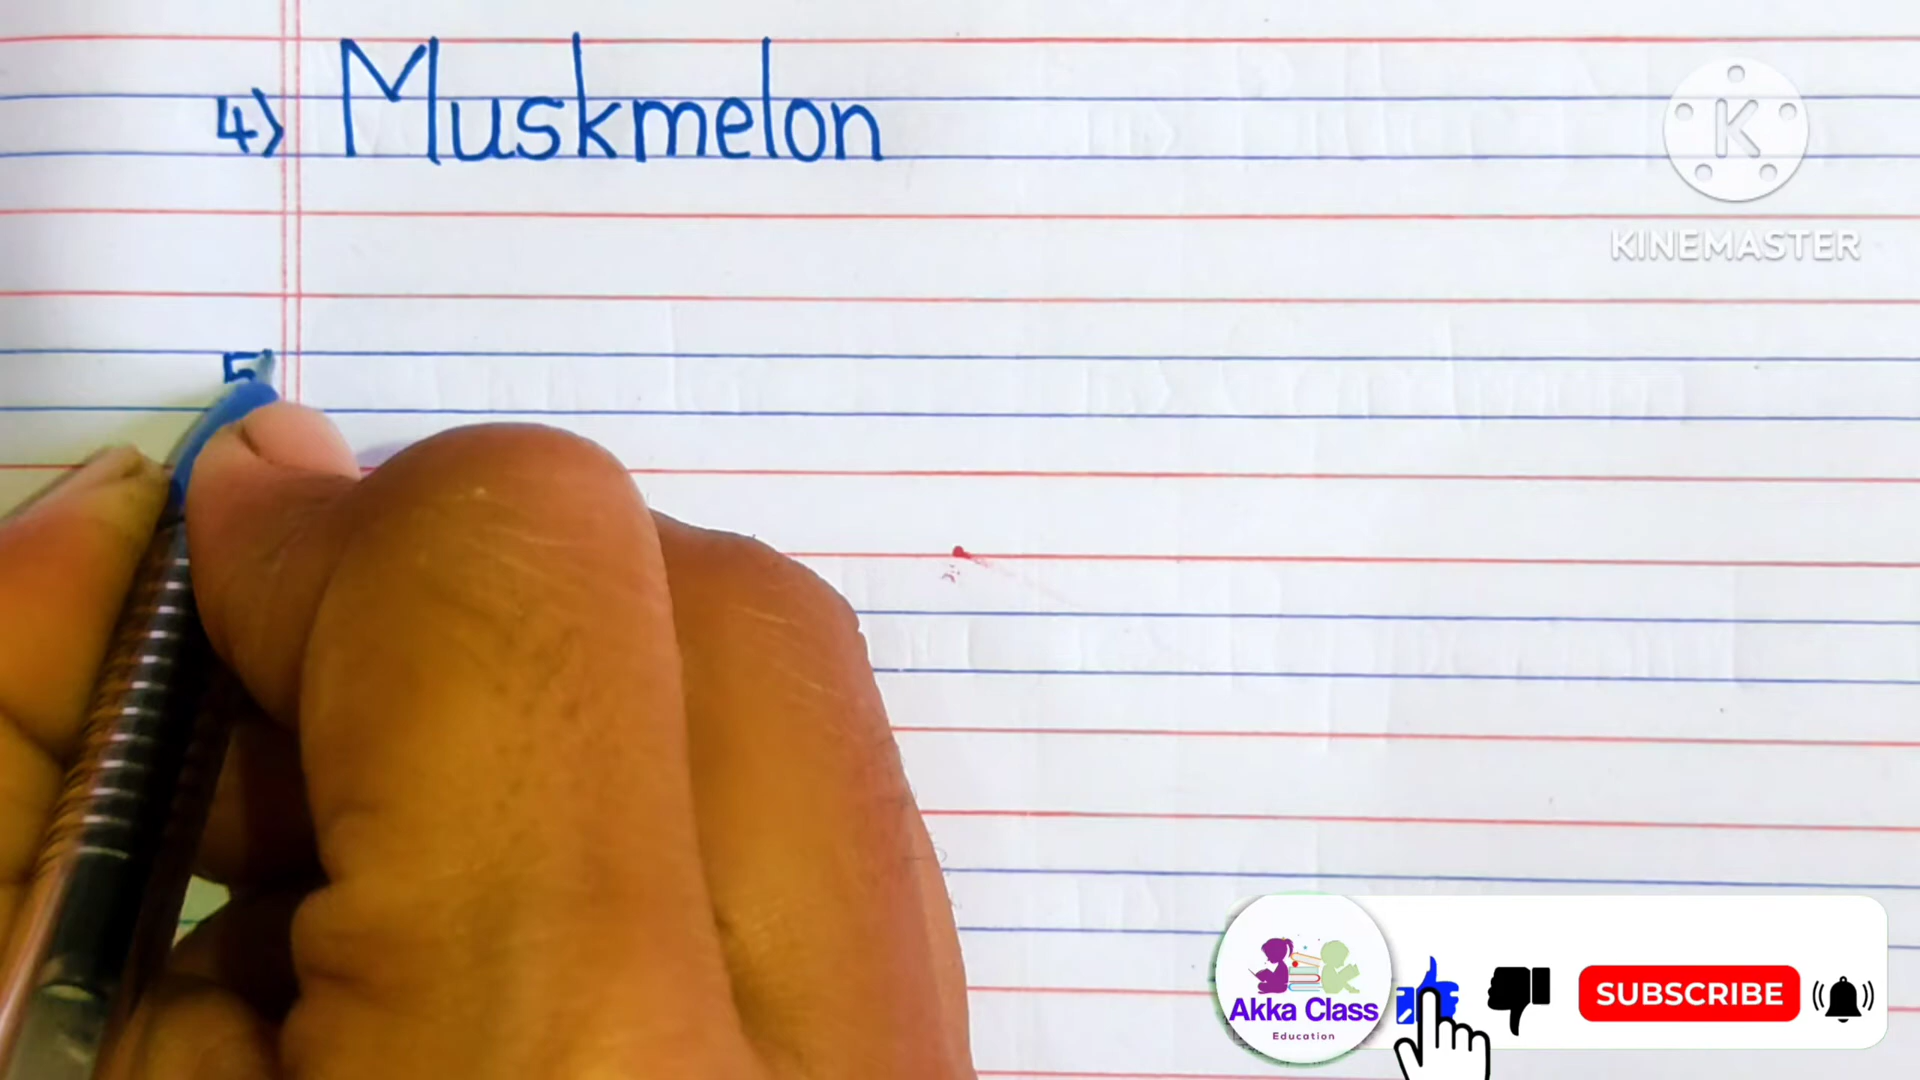 4) Muskmelon
KINEMASTER
5
Akka Class
Education
SUBSCRIBE